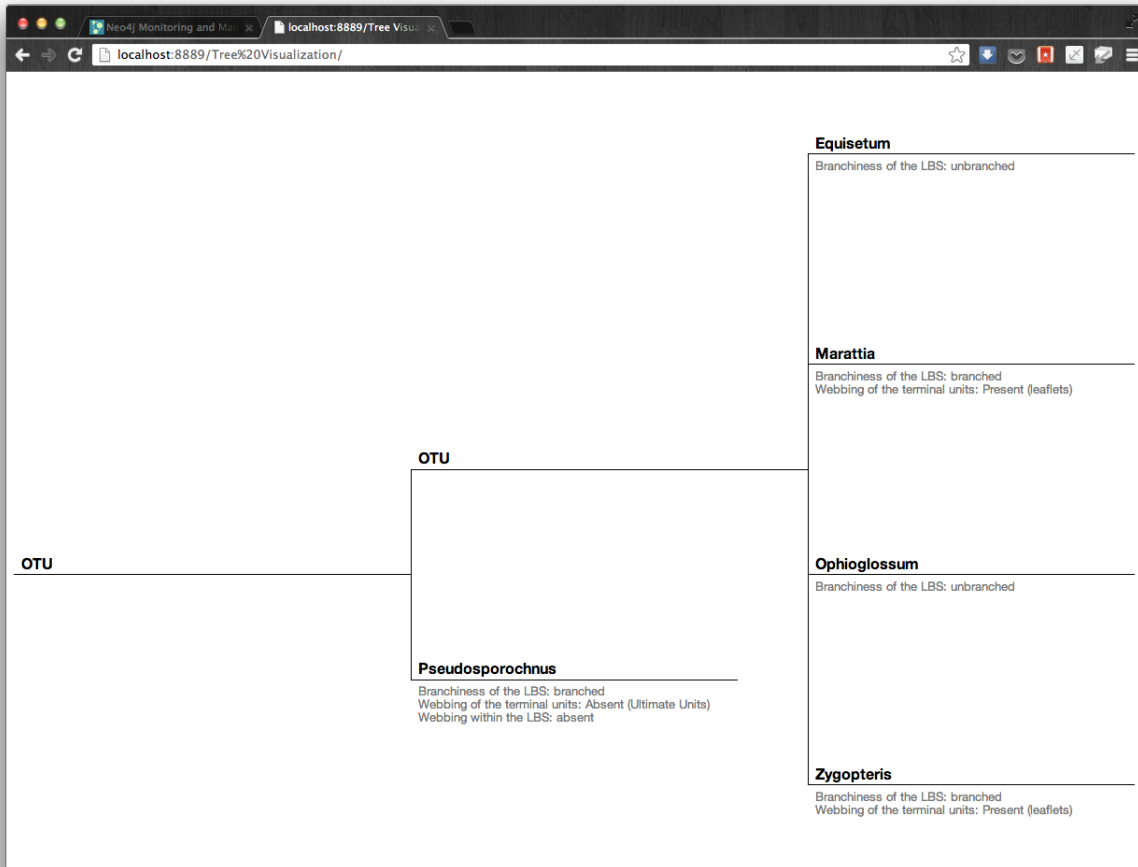 Neo4j Monitoring and Ma
localhost:8889/Tree Visua
localhost:8889/Tree%20Visualization/
Equisetum
Branchiness of the LBS: unbranched
Marattia
Branchiness of the LBS: branched
Webbing of the terminal units: Present (leaflets)
OTU
OTU
Ophioglossum
Branchiness of the LBS: unbranched
Pseudosporochnus
Branchiness of the LBS: branched
Webbing of the terminal units: Absent (Ultimate Units)
Webbing within the LBS: absent
Zygopteris
Branchiness of the LBS: branched
Webbing of the terminal units: Present (leaflets)